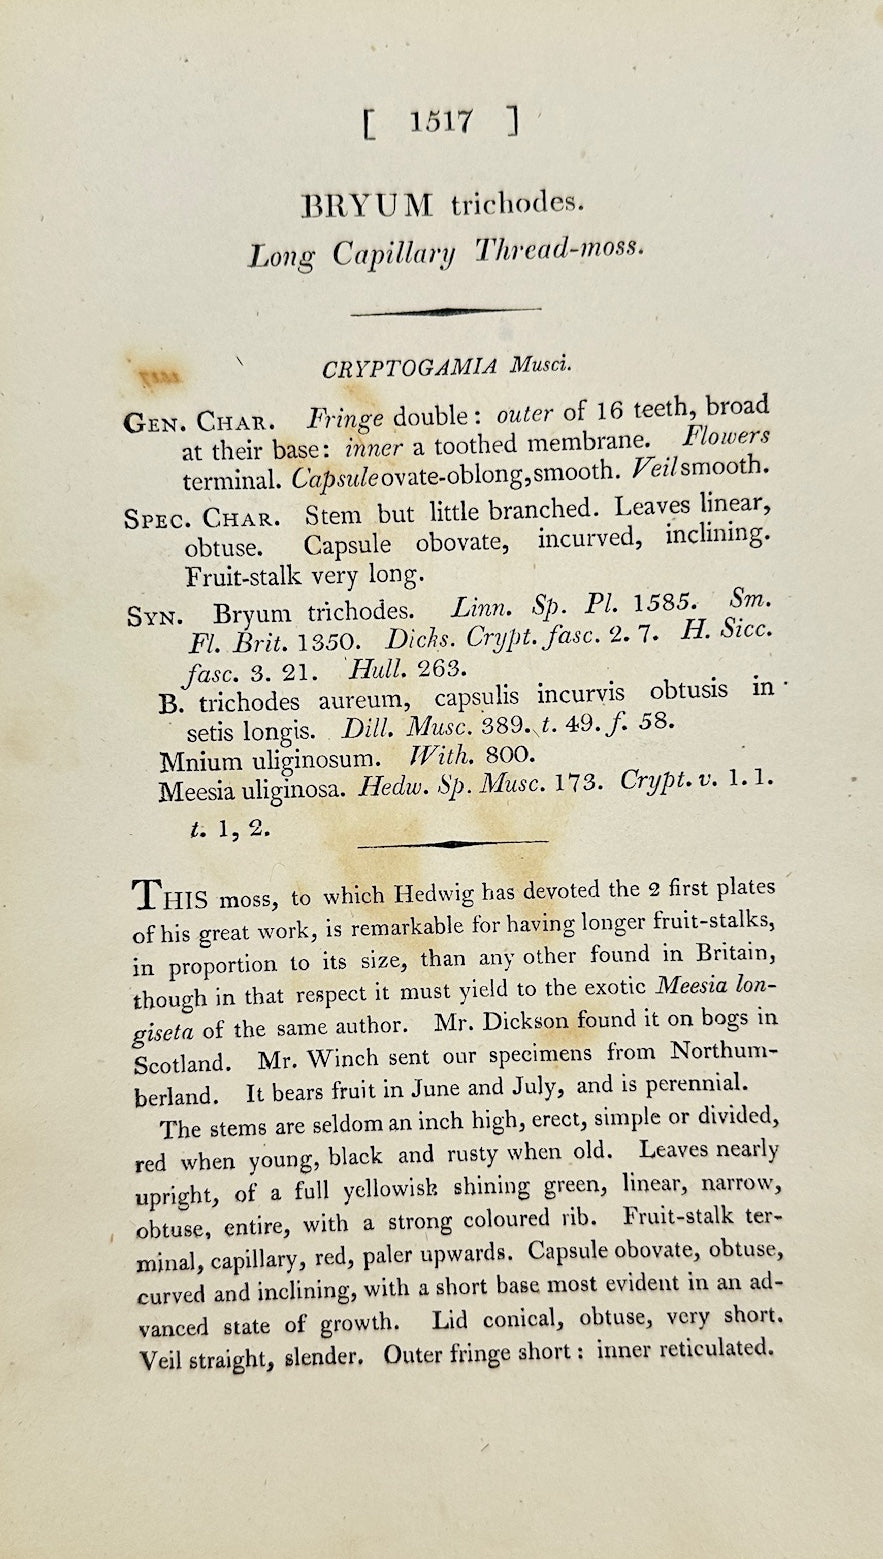 [ 1517 ]
BRYUM trichodes.
Long Capillary Thread-moss.
CRYPTOGAMIA Musci.
GEN. CHAR. Fringe double: outer of 16 teeth, broad
at their base: inner a toothed membrane. Flowers
terminal. Capsule ovate-oblong, smooth. Veil smooth.
SPEC. CHAR. Stem but little branched. Leaves linear,
obtuse. Capsule obovate, incurved, inclining.
Fruit-stalk very long.
SYN. Bryum trichodes. Linn. Sp. Pl. 1585. Sm.
Fl. Brit. 1350. Dicks. Crypt. fasc. 2. 7. H. Sicc.
fasc. 3. 21. Hull. 263.
B. trichodes aureum, capsulis incurvis obtusis in
setis longis. Dill. Musc. 389. t. 49. f. 58.
Mnium uliginosum. With. 800.
Meesia uliginosa. Hedw. Sp. Musc. 173. Crypt. v. 1. 1.
t. 1, 2.
THIS moss, to which Hedwig has devoted the 2 first plates
of his great work, is remarkable for having longer fruit-stalks,
in proportion to its size, than any other found in Britain,
though in that respect it must yield to the exotic Meesia lon-
giseta of the same author. Mr. Dickson found it on bogs in
Scotland. Mr. Winch sent our specimens from Northum-
berland. It bears fruit in June and July, and is perennial.
The stems are seldom an inch high, erect, simple or divided,
red when young, black and rusty when old. Leaves nearly
upright, of a full yellowish shining green, linear, narrow,
obtuse, entire, with a strong coloured rib. Fruit-stalk ter-
minal, capillary, red, paler upwards. Capsule obovate, obtuse,
curved and inclining, with a short base most evident in an ad-
vanced state of growth. Lid conical, obtuse, very short.
Veil straight, slender. Outer fringe short: inner reticulated.